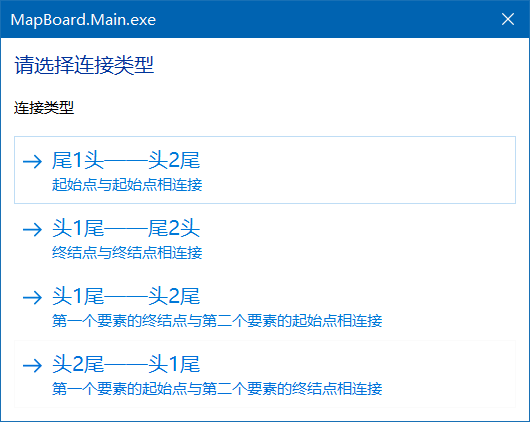 MapBoard.Main.exe
请选择连接类型
连接类型
尾1头——头2尾
起始点与起始点相连接
头1尾——尾2头
终结点与终结点相连接
头1尾——头2尾
第一个要素的终结点与第二个要素的起始点相连接
头2尾——头1尾
第一个要素的起始点与第二个要素的终结点相连接